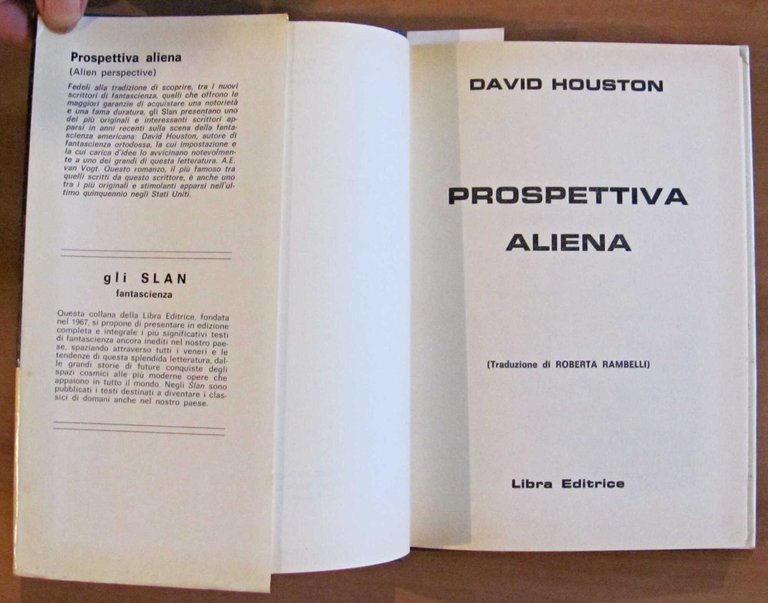 Prospettiva aliena
(Alien perspective)
Fedeli alla tradizione di scoprire, tra i nuovi
scrittori di fantascienza, quelli che offrono le
maggiori garanzie di acquistare una notorietà
e una fama duratura, gli Slan presentano uno
dei più originali e interessanti scrittori ap-
parsi in anni recenti sulla scena della fanta-
scienza americana: David Houston, autore di
fantascienza ortodossa, la cui impostazione e
la cui carica d'idee lo avvicinano notevolmen-
te a uno dei grandi di questa letteratura. A.E.
van Vogt. Questo romanzo, il più famoso tra
quelli scritti da questo scrittore, è anche uno
tra i più originali e stimolanti apparsi nell'ul-
timo quinquennio negli Stati Uniti.
gli SLAN
fantascienza
Questa collana della Libra Editrice, fondata
nel 1967, si propone di presentare in edizione
completa e integrale i più significativi testi
di fantascienza ancora inediti nel nostro pae-
se, spaziando attraverso tutti i veneri e le
tendenze di questa splendida letteratura, dal-
le grandi storie di future conquiste degli
spazi cosmici alle più moderne opere che
appaiono in tutto il mondo. Negli Slan sono
pubblicati i testi destinati a diventare i clas-
sici di domani anche nel nostro paese.
DAVID HOUSTON
PROSPETTIVA
ALIENA
(Traduzione di ROBERTA RAMBELLI)
Libra Editrice